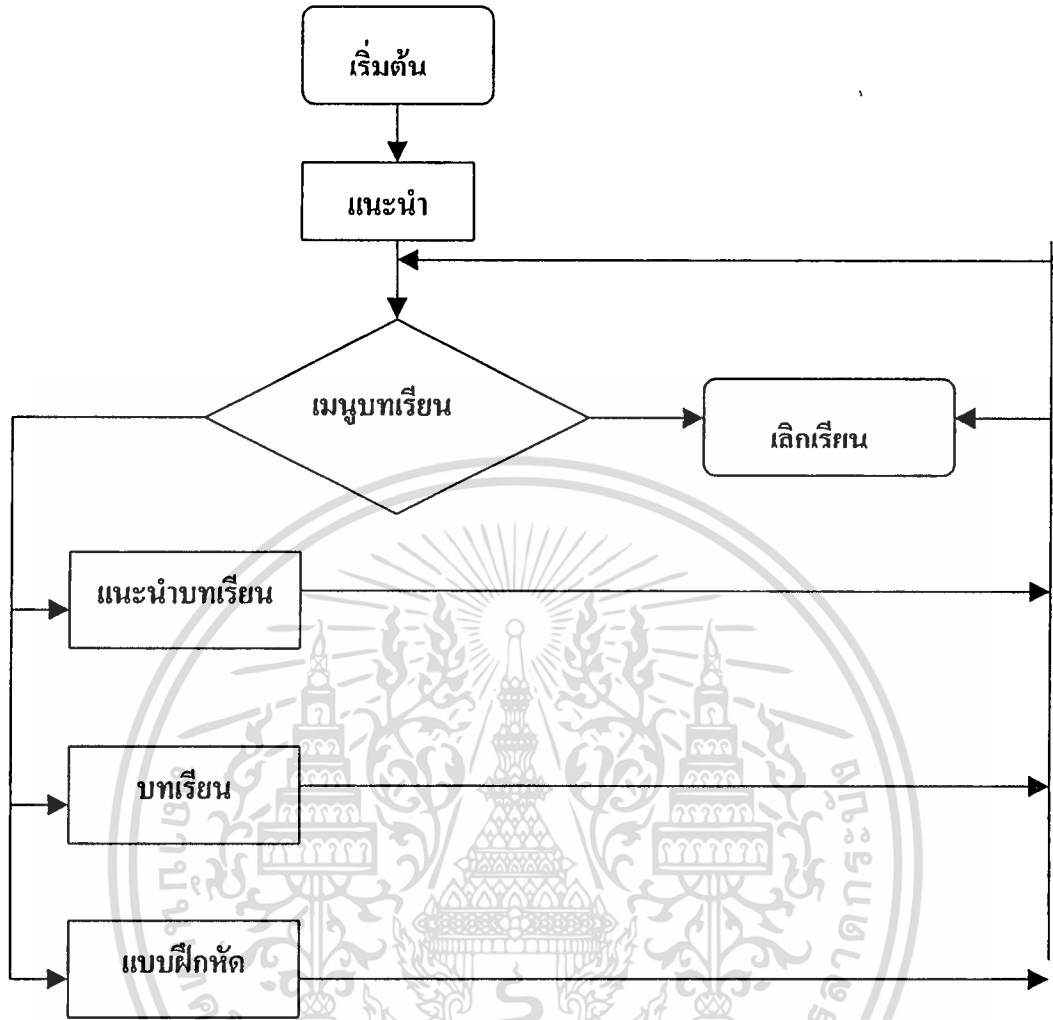 เริ่มต้น
แนะนำ
เมนูบทเรียน
เลิกเรียน
แนะนำบทเรียน
บทเรียน
แบบฝึกหัด